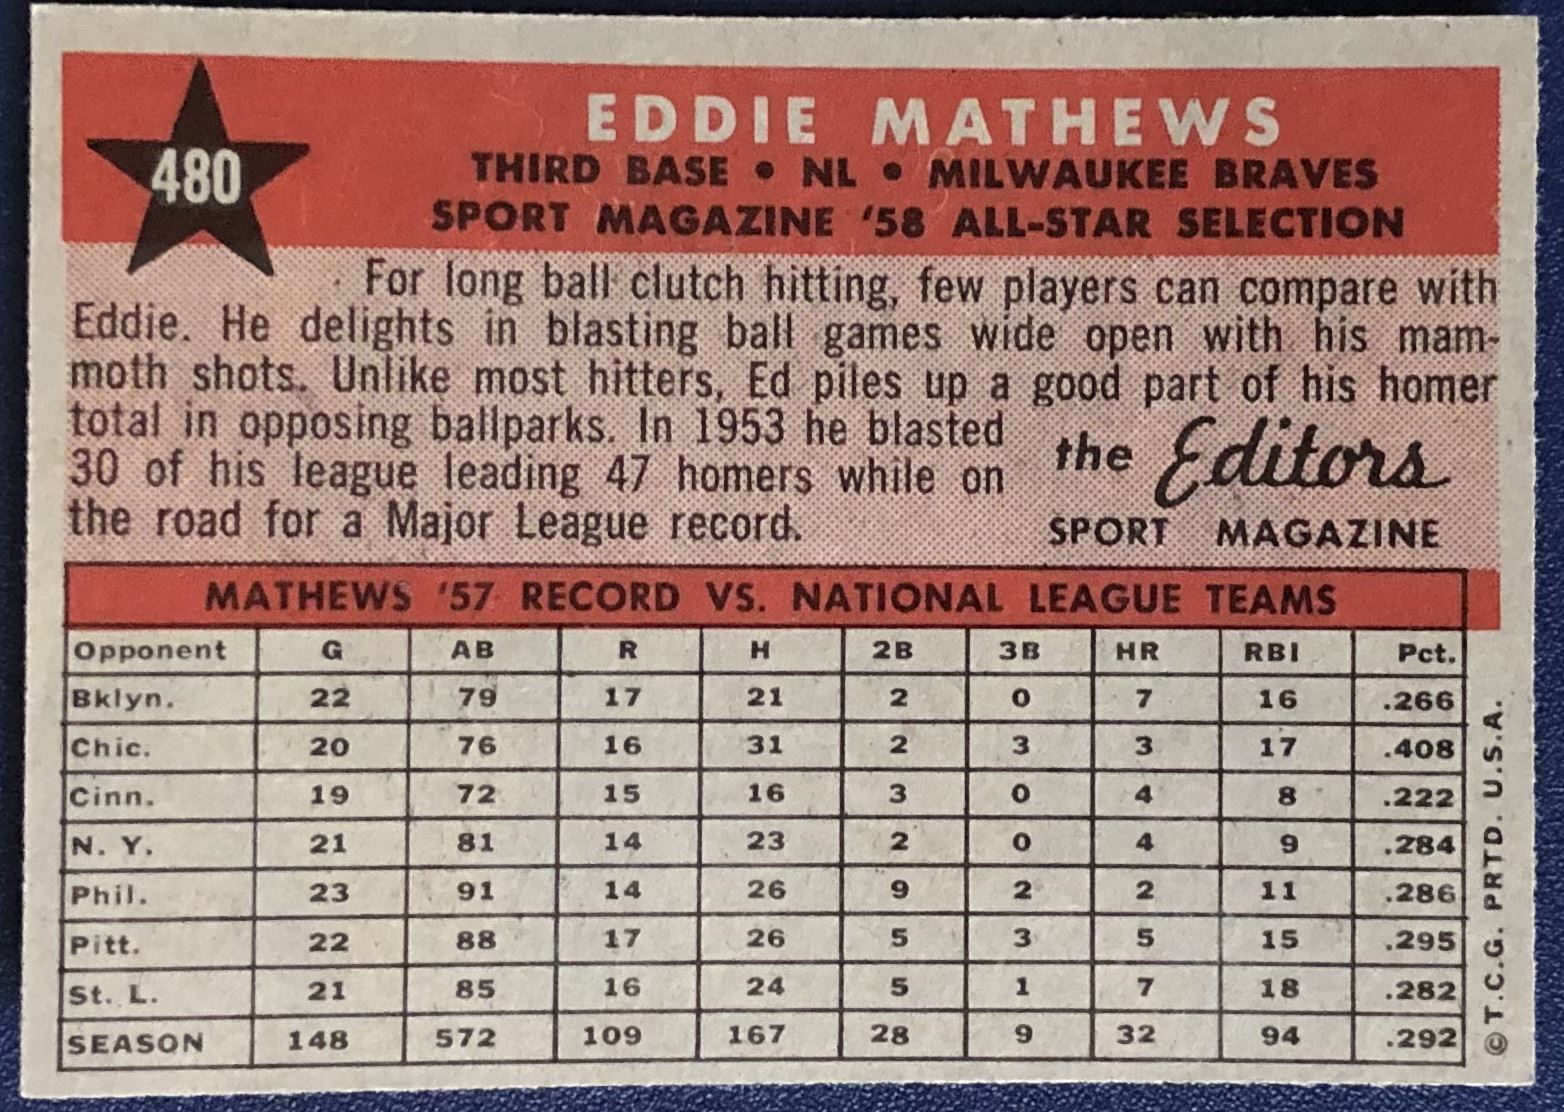 480
EDDIE MATHEWS
THIRD BASE • NL • MILWAUKEE BRAVES
SPORT MAGAZINE '58 ALL-STAR SELECTION
For long ball clutch hitting, few players can compare with
Eddie. He delights in blasting ball games wide open with his mam-
moth shots. Unlike most hitters, Ed piles up a good part of his homer
total in opposing ballparks. In 1953 he blasted
30 of his league leading 47 homers while on
the road for a Major League record.
the Editors
SPORT MAGAZINE
MATHEWS '57 RECORD VS. NATIONAL LEAGUE TEAMS
Opponent G AB R H 2B 3B HR RBI Pct.
Bklyn. 22 79 17 21 2 0 7 16 .266
Chic. 20 76 16 31 2 3 3 17 .408
Cinn. 19 72 15 16 3 0 4 8 .222
N. Y. 21 81 14 23 2 0 4 9 .284
Phil. 23 91 14 26 9 2 2 11 .286
Pitt. 22 88 17 26 5 3 5 15 .295
St. L. 21 85 16 24 5 1 7 18 .282
SEASON 148 572 109 167 28 9 32 94 .292
© T.C.G. PRTD. U.S.A.